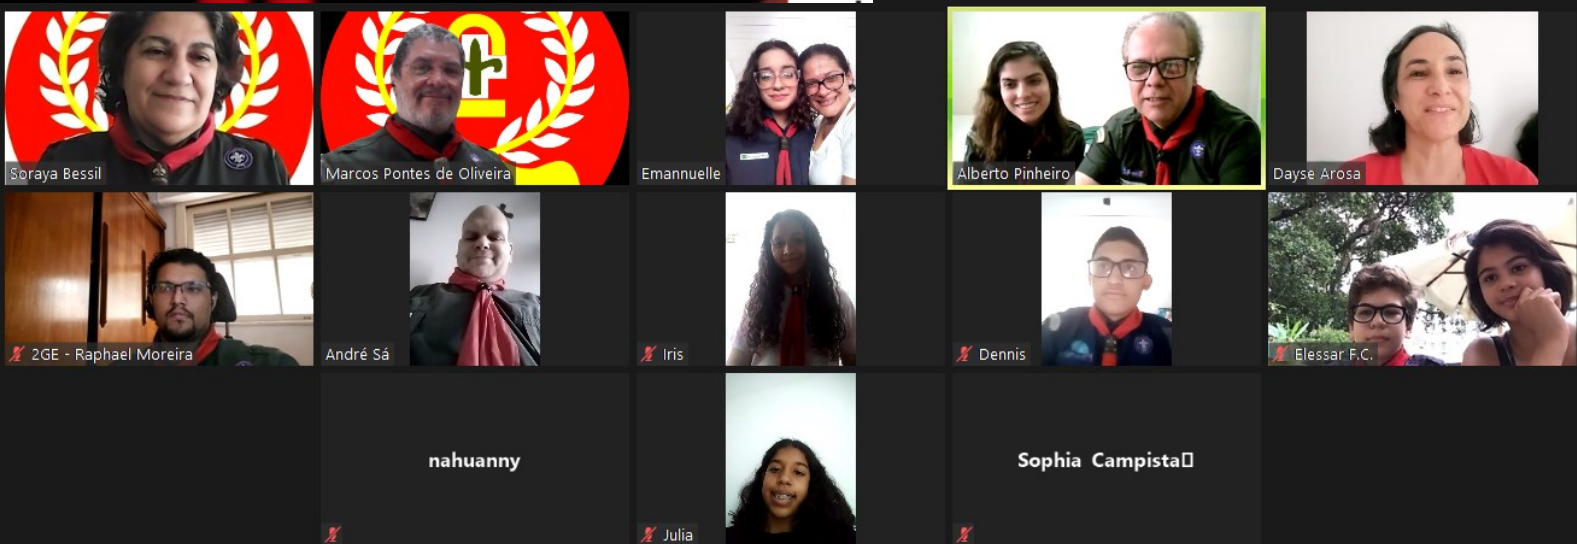 Soraya Bessil
Marcos Pontes de Oliveira
Emannuelle
Alberto Pinheiro
Dayse Arosa
2GE - Raphael Moreira
André Sá
Iris
Dennis
Elessar F.C.
nahuanny
Julia
Sophia Campista